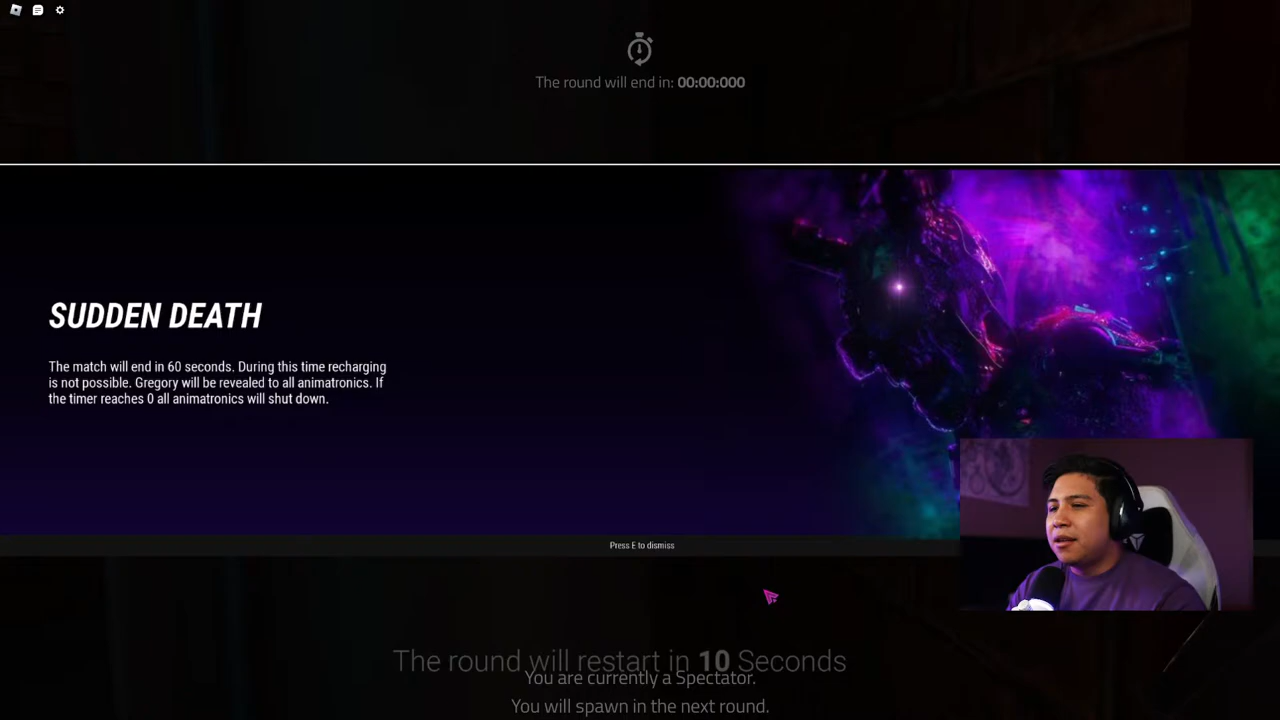 The round will end in: 00:00:000
SUDDEN DEATH
The match will end in 60 seconds. During this time recharging
is not possible. Gregory will be revealed to all animatronics. If
the timer reaches 0 all animatronics will shut down.
Press E to dismiss
The round will restart in 10 Seconds
You are currently a Spectator.
You will spawn in the next round.